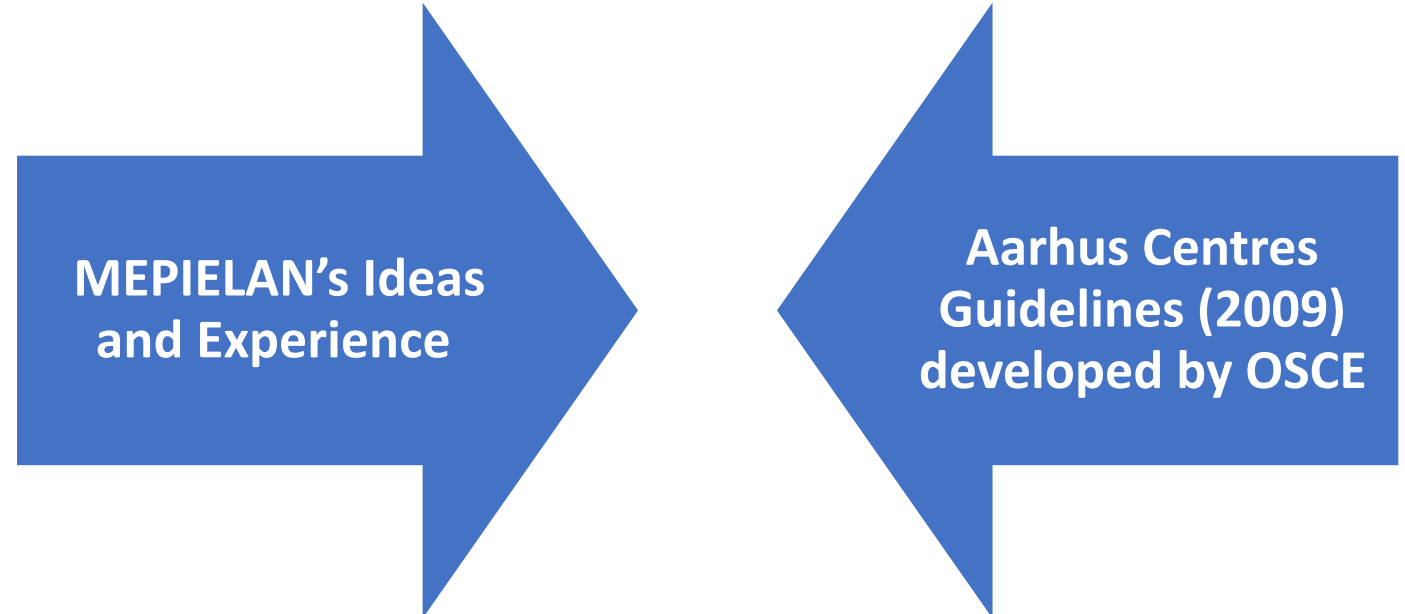 MEPIELAN’s Ideas
and Experience
Aarhus Centres
Guidelines (2009)
developed by OSCE